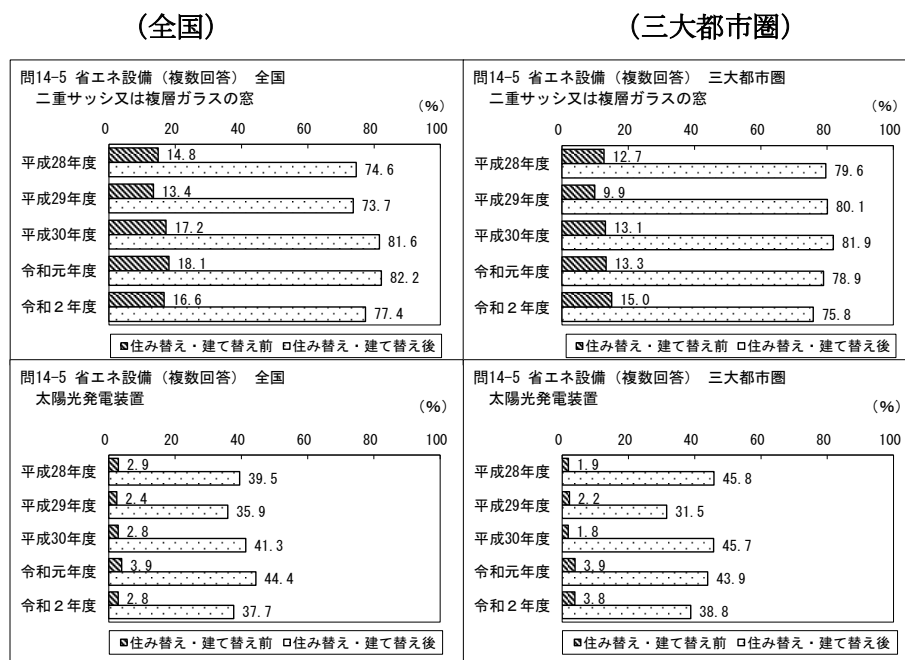 （全国）
（三大都市圏）
問14-5 省エネ設備（複数回答） 全国
二重サッシ又は複層ガラスの窓
（%）
0 20 40 60 80 100
平成28年度 14.8 74.6
平成29年度 13.4 73.7
平成30年度 17.2 81.6
令和元年度 18.1 82.2
令和２年度 16.6 77.4
住み替え・建て替え前 住み替え・建て替え後
問14-5 省エネ設備（複数回答） 三大都市圏
二重サッシ又は複層ガラスの窓
（%）
0 20 40 60 80 100
平成28年度 12.7 79.6
平成29年度 9.9 80.1
平成30年度 13.1 81.9
令和元年度 13.3 78.9
令和２年度 15.0 75.8
住み替え・建て替え前 住み替え・建て替え後
問14-5 省エネ設備（複数回答） 全国
太陽光発電装置
（%）
0 20 40 60 80 100
平成28年度 2.9 39.5
平成29年度 2.4 35.9
平成30年度 2.8 41.3
令和元年度 3.9 44.4
令和２年度 2.8 37.7
住み替え・建て替え前 住み替え・建て替え後
問14-5 省エネ設備（複数回答） 三大都市圏
太陽光発電装置
（%）
0 20 40 60 80 100
平成28年度 1.9 45.8
平成29年度 2.2 31.5
平成30年度 1.8 45.7
令和元年度 3.9 43.9
令和２年度 3.8 38.8
住み替え・建て替え前 住み替え・建て替え後